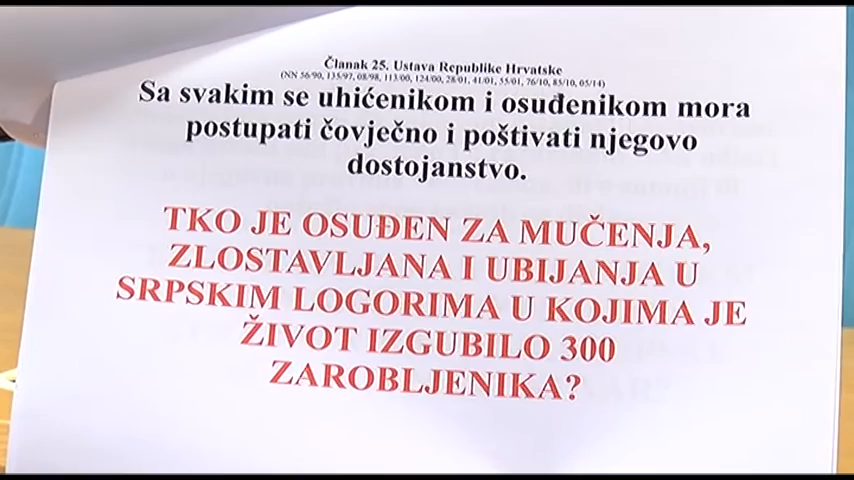 Članak 25. Ustava Republike Hrvatske
(NN 56/90, 135/97, 08/98, 113/00, 124/00, 28/01, 41/01, 55/01, 76/10, 85/10, 05/14)
Sa svakim se uhićenikom i osuđenikom mora
postupati čovječno i poštivati njegovo
dostojanstvo.
TKO JE OSUĐEN ZA MUČENJA,
ZLOSTAVLJANA I UBIJANJA U
SRPSKIM LOGORIMA U KOJIMA JE
ŽIVOT IZGUBILO 300
ZAROBLJENIKA?